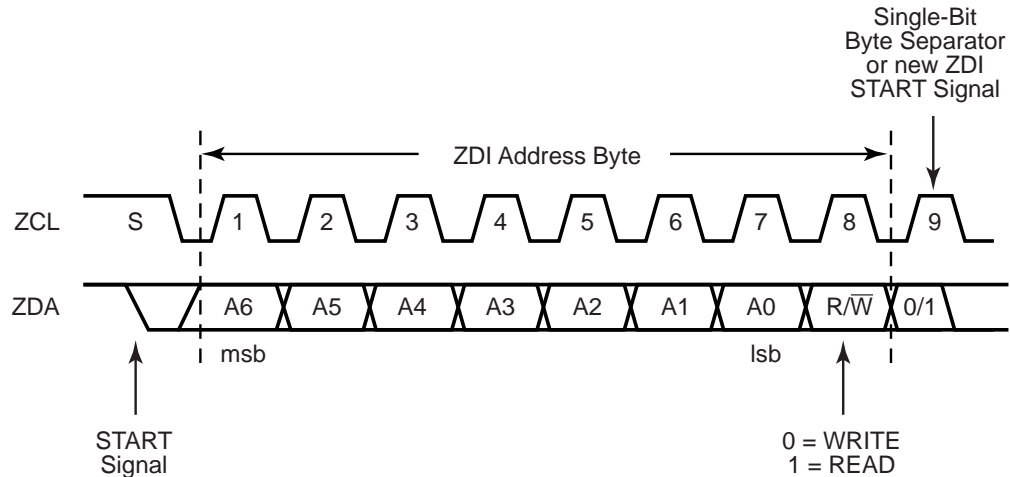 Single-Bit
Byte Separator
or new ZDI
START Signal
ZDI Address Byte
ZCL S 1 2 3 4 5 6 7 8 9
ZDA A6 A5 A4 A3 A2 A1 A0 R/W̅ 0/1
msb lsb
START
Signal
0 = WRITE
1 = READ